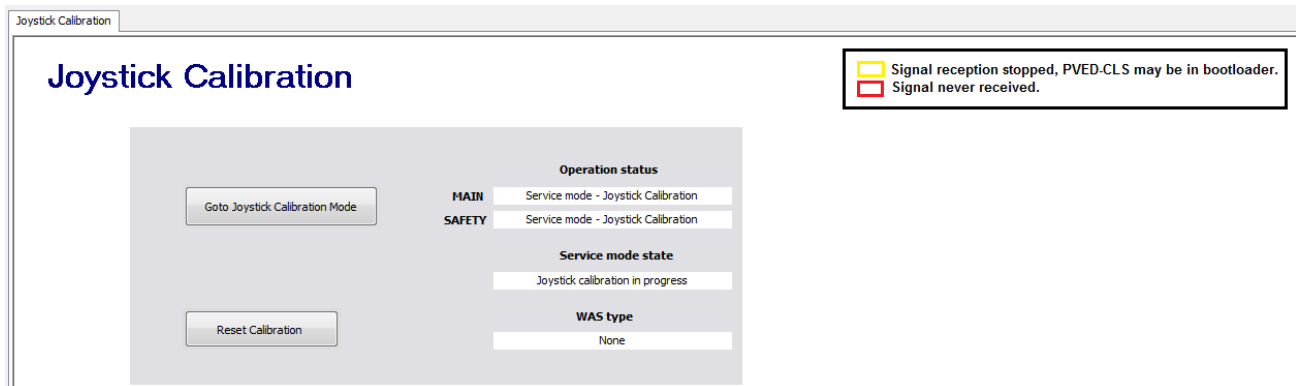 Joystick Calibration
Joystick Calibration
Signal reception stopped, PVED-CLS may be in bootloader.
Signal never received.
Operation status
Goto Joystick Calibration Mode
MAIN Service mode - Joystick Calibration
SAFETY Service mode - Joystick Calibration
Service mode state
Joystick calibration in progress
Reset Calibration
WAS type
None